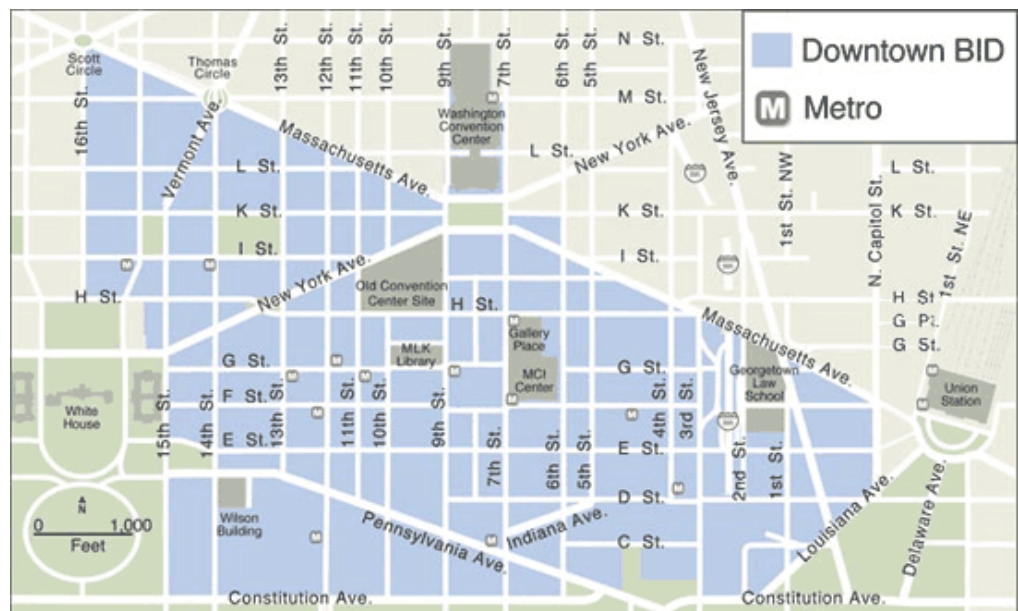 Downtown BID
M Metro
N St.
Scott
Circle
Thomas
Circle
16th St.
Vermont Ave.
13th St.
12th St.
11th St.
10th St.
9th St.
7th St.
6th St.
5th St.
M St.
Washington
Convention
Center
New Jersey Ave.
Massachusetts Ave.
L St.
New York Ave.
L St.
L St.
K St.
K St.
K St.
1st St. NW
N. Capitol St.
1st St. NE
I St.
I St.
New York Ave.
Old Convention
Center Site
H St.
H St.
H St.
G Pl.
G St.
Massachusetts Ave.
Gallery
Place
MCI
Center
MLK
Library
G St.
G St.
Georgetown
Law
School
Union
Station
White
House
F St.
E St.
15th St.
14th St.
13th St.
11th St.
10th St.
9th St.
7th St.
6th St.
5th St.
4th St.
3rd St.
2nd St.
1st St.
E St.
D St.
C St.
N
0 1,000
Feet
Wilson
Building
Pennsylvania Ave.
Indiana Ave.
Louisiana Ave.
Delaware Ave.
Constitution Ave.
Constitution Ave.